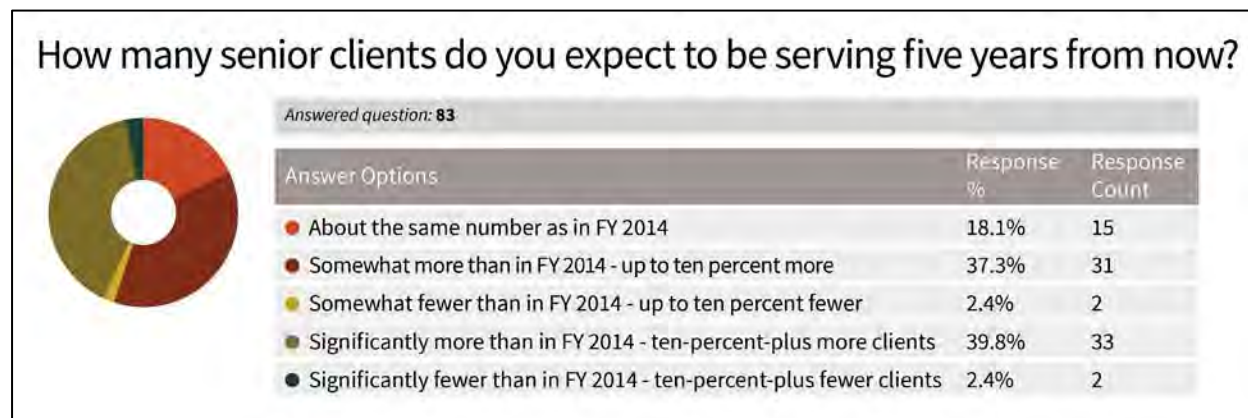 How many senior clients do you expect to be serving five years from now?
Answered question: 83
Answer Options Response % Response Count
About the same number as in FY 2014 18.1% 15
Somewhat more than in FY 2014 - up to ten percent more 37.3% 31
Somewhat fewer than in FY 2014 - up to ten percent fewer 2.4% 2
Significantly more than in FY 2014 - ten-percent-plus more clients 39.8% 33
Significantly fewer than in FY 2014 - ten-percent-plus fewer clients 2.4% 2